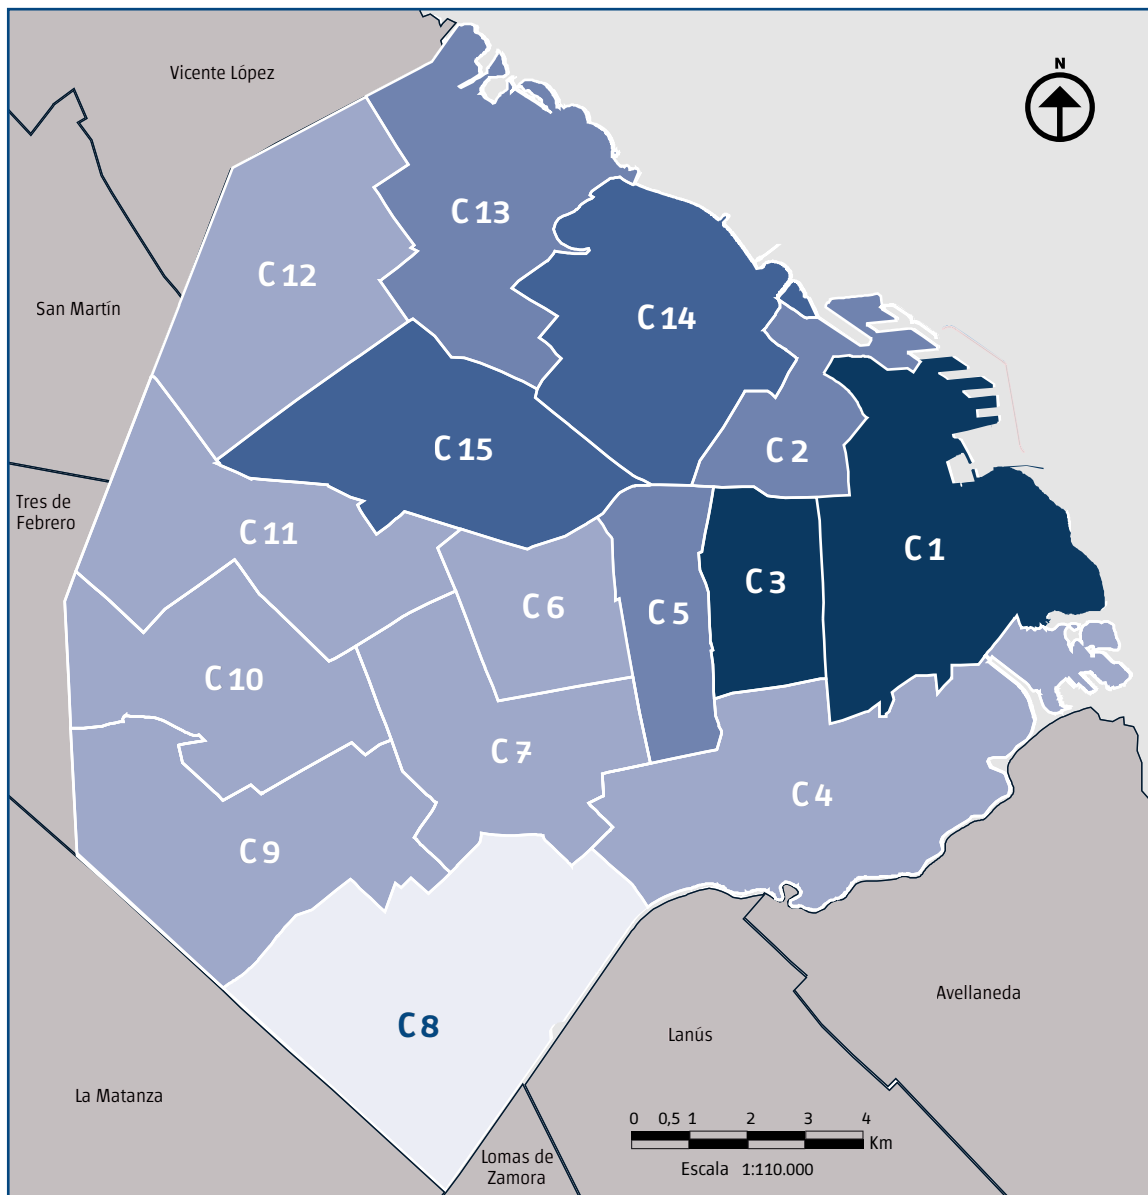 Vicente López
N
C 13
C 12
San Martín
C 14
C 15
C 2
Tres de
Febrero
C 11
C 1
C 3
C 6
C 5
C 10
C 7
C 4
C 9
Avellaneda
C 8
Lanús
La Matanza
0 0,5 1 2 3 4
Km
Lomas de
Zamora
Escala 1:110.000